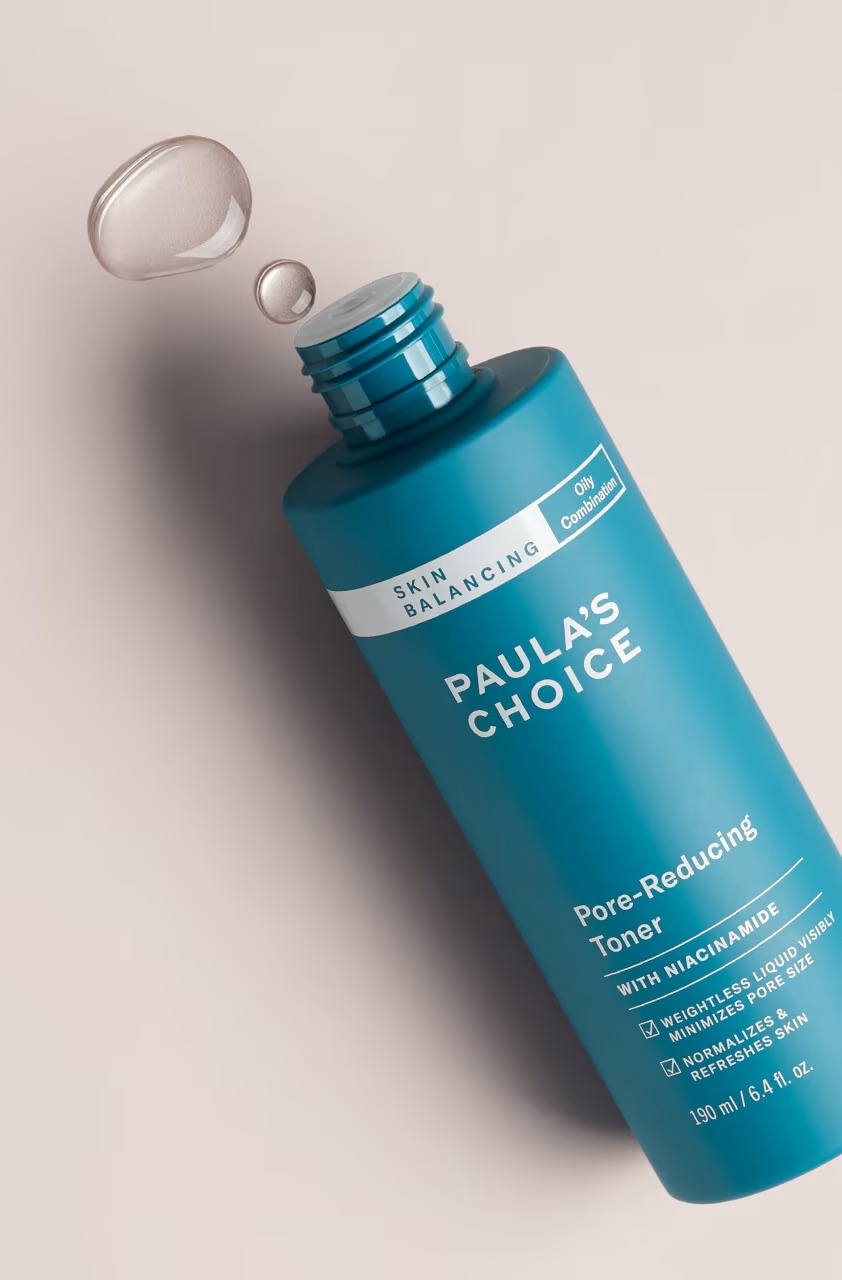 SKIN
BALANCING
Oily
Combination
PAULA'S
CHOICE
Pore-Reducing
Toner
WITH NIACINAMIDE
WEIGHTLESS LIQUID VISIBLY
MINIMIZES PORE SIZE
NORMALIZES &
REFRESHES SKIN
190 ml / 6.4 fl. oz.